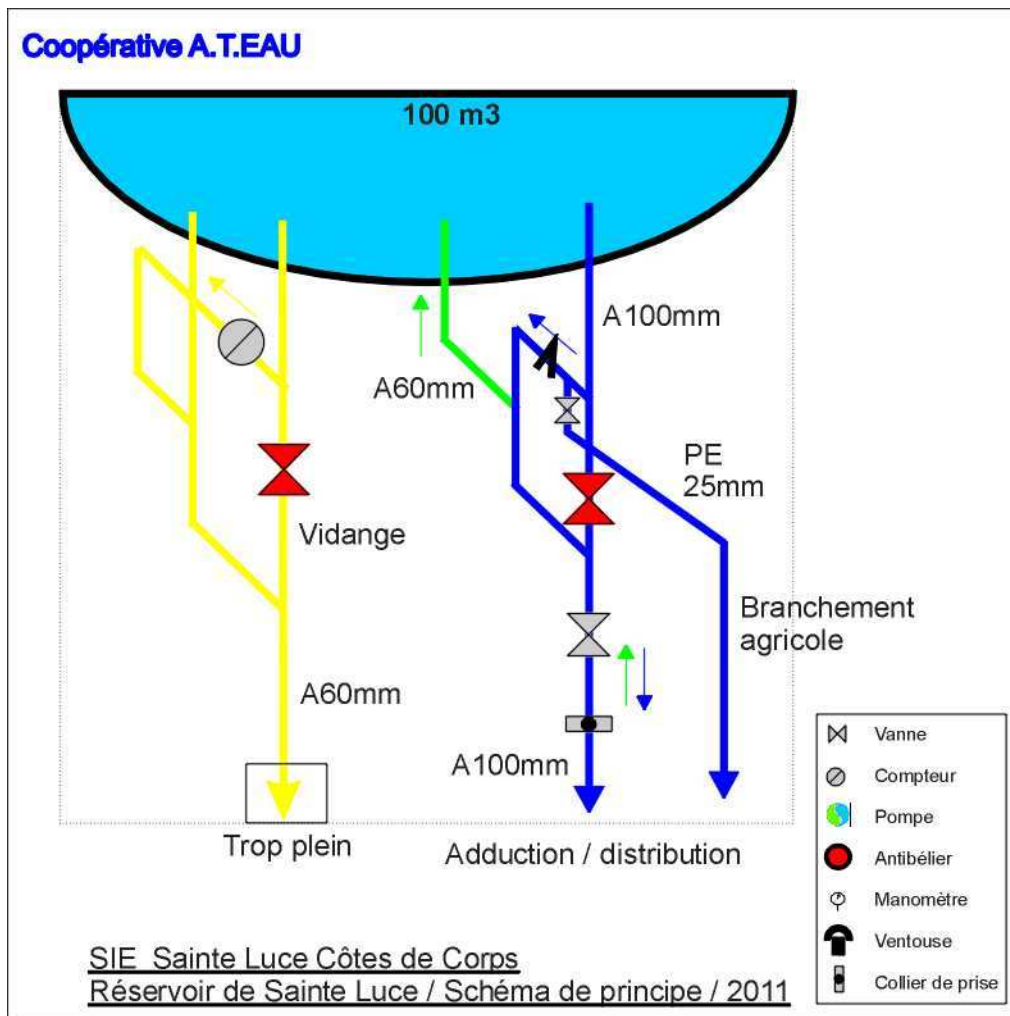 Coopérative A.T.EAU
100 m3
A100mm
A60mm
PE
25mm
Vidange
Branchement
agricole
A60mm
A100mm
Trop plein
Adduction / distribution
Vanne
Compteur
Pompe
Antibélier
Manomètre
Ventouse
Collier de prise
SIE Sainte Luce Côtes de Corps
Réservoir de Sainte Luce / Schéma de principe / 2011